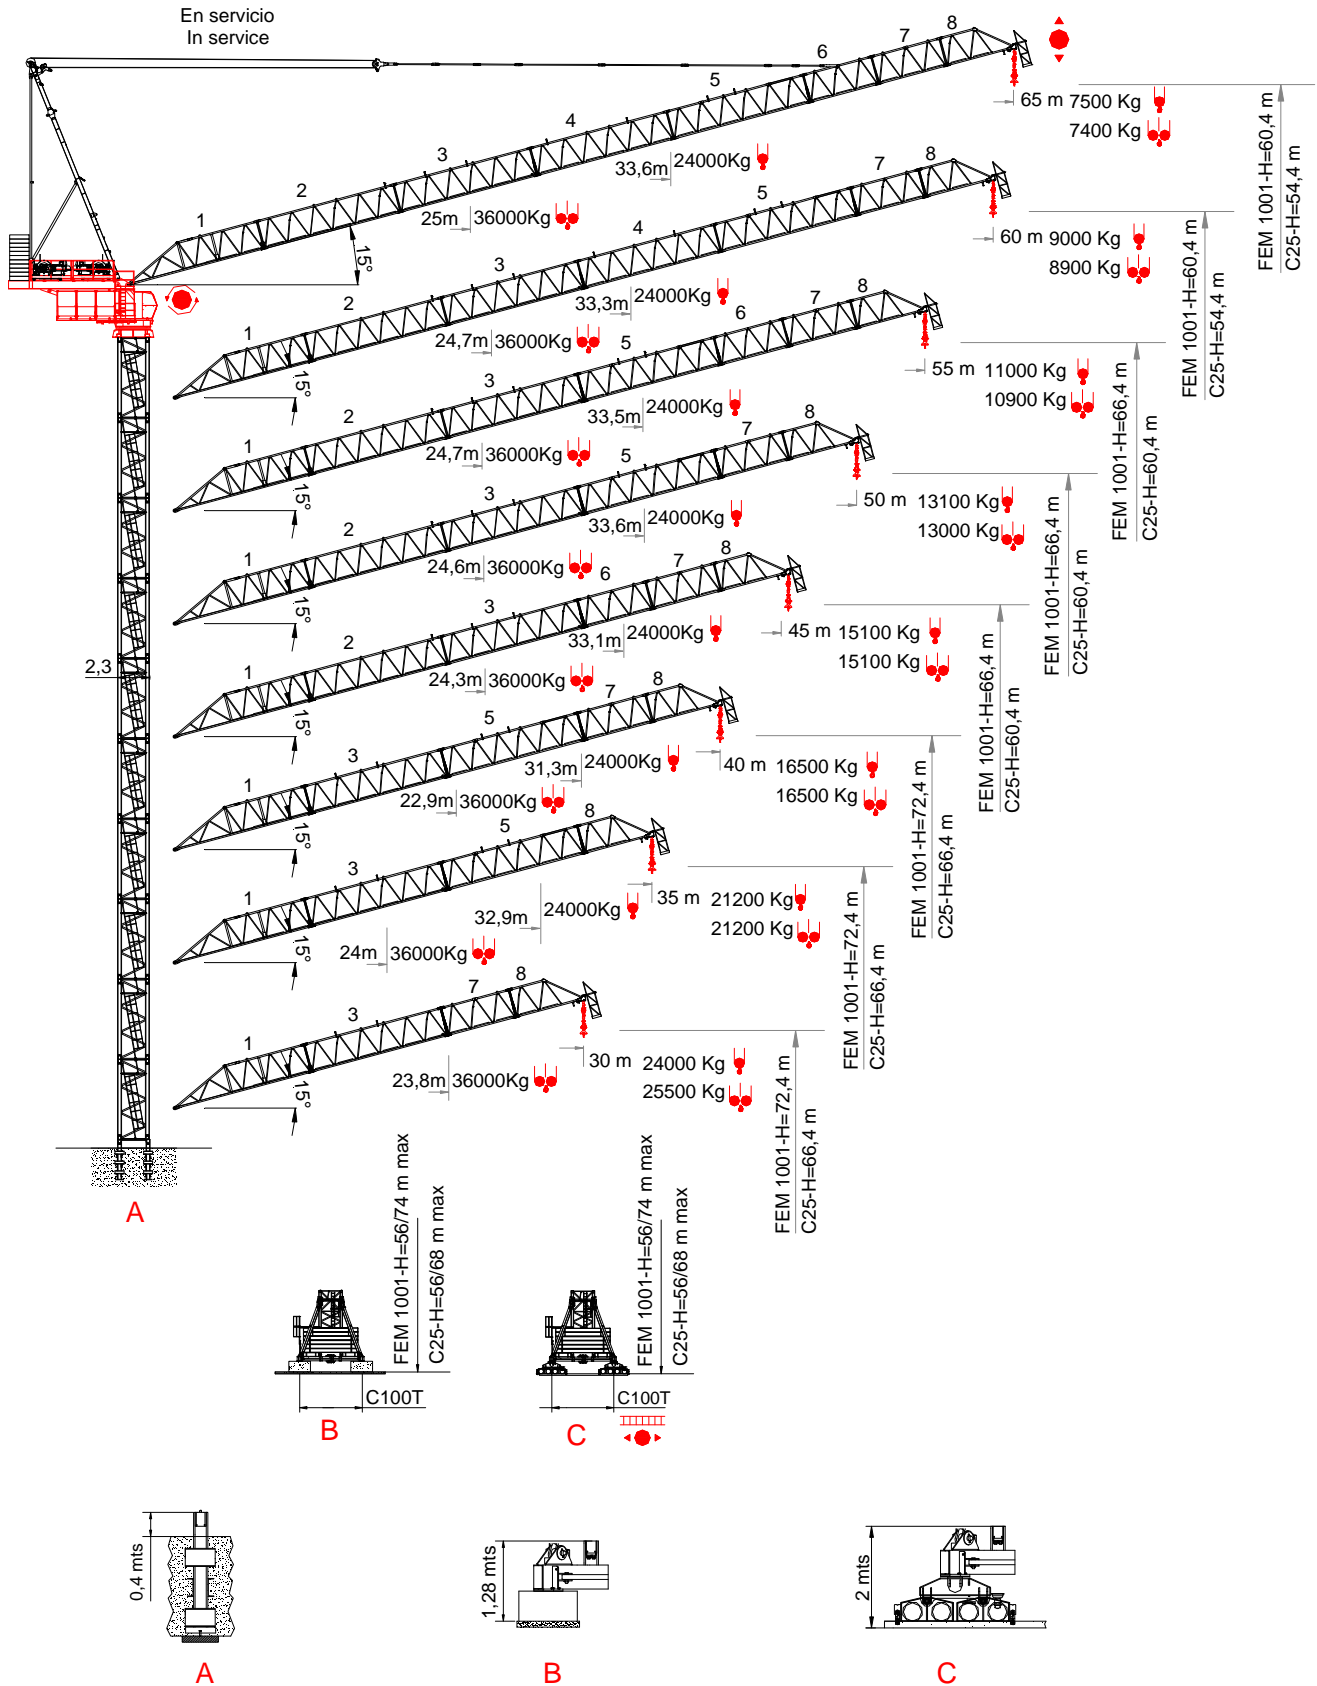 En servicio
In service
1
2
3
4
5
6
7
8
65 m 7500 Kg
7400 Kg
33,6m 24000Kg
25m 36000Kg
15°
FEM 1001-H=60,4 m
C25-H=54,4 m
1
2
3
4
5
7
8
60 m 9000 Kg
8900 Kg
33,3m 24000Kg
24,7m 36000Kg
15°
FEM 1001-H=60,4 m
C25-H=54,4 m
1
2
3
5
6
7
8
55 m 11000 Kg
10900 Kg
33,5m 24000Kg
24,7m 36000Kg
15°
FEM 1001-H=66,4 m
C25-H=60,4 m
1
2
3
5
7
8
50 m 13100 Kg
13000 Kg
33,6m 24000Kg
24,6m 36000Kg
15°
FEM 1001-H=66,4 m
C25-H=60,4 m
1
2
3
6
7
8
45 m 15100 Kg
15100 Kg
33,1m 24000Kg
24,3m 36000Kg
15°
FEM 1001-H=66,4 m
C25-H=60,4 m
2,3
1
3
5
7
8
40 m 16500 Kg
16500 Kg
31,3m 24000Kg
22,9m 36000Kg
15°
FEM 1001-H=72,4 m
C25-H=66,4 m
1
3
5
8
35 m 21200 Kg
21200 Kg
32,9m 24000Kg
24m 36000Kg
15°
FEM 1001-H=72,4 m
C25-H=66,4 m
1
3
7
8
30 m 24000 Kg
25500 Kg
23,8m 36000Kg
15°
FEM 1001-H=72,4 m
C25-H=66,4 m
A
FEM 1001-H=56/74 m max
C25-H=56/68 m max
C100T
B
FEM 1001-H=56/74 m max
C25-H=56/68 m max
C100T
C
0,4 mts
A
1,28 mts
B
2 mts
C